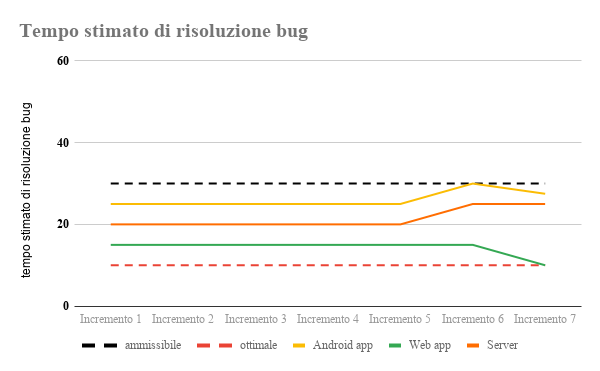 Tempo stimato di risoluzione bug
60
40
20
0
tempo stimato di risoluzione bug
Incremento 1 Incremento 2 Incremento 3 Incremento 4 Incremento 5 Incremento 6 Incremento 7
ammissibile ottimale Android app Web app Server